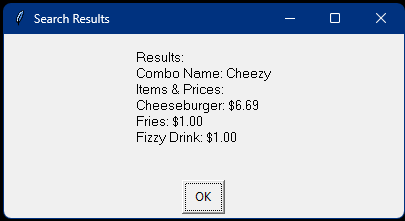 Search Results
Results:
Combo Name: Cheezy
Items & Prices:
Cheeseburger: $6.69
Fries: $1.00
Fizzy Drink: $1.00
OK